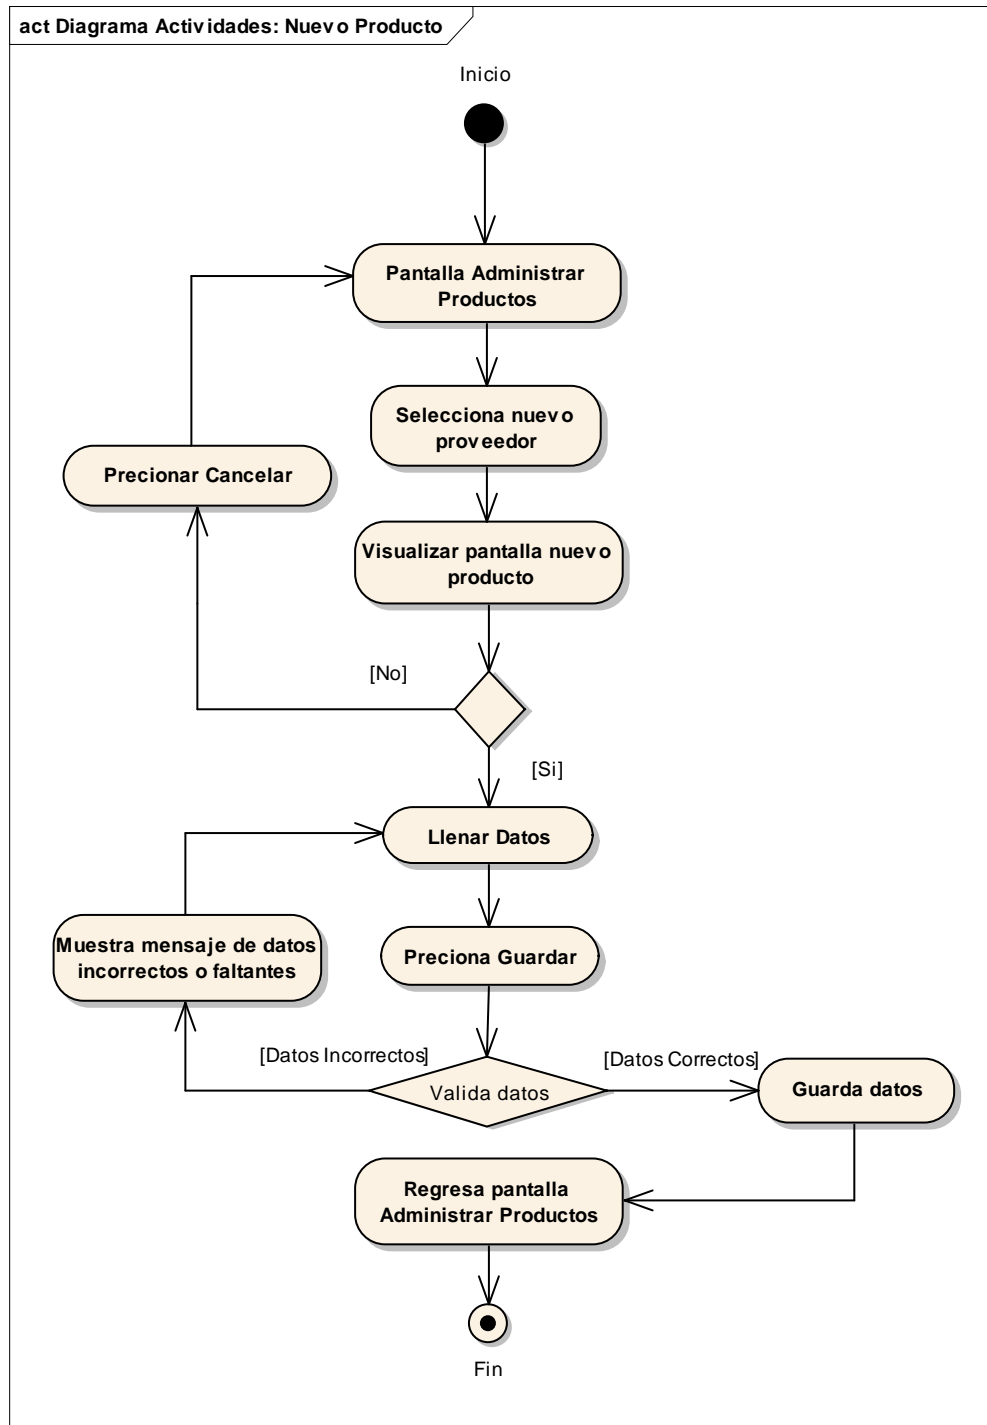 act Diagrama Actividades: Nuevo Producto
Inicio
Pantalla Administrar
Productos
Selecciona nuevo
proveedor
Precionar Cancelar
Visualizar pantalla nuevo
producto
[No]
[Si]
Llenar Datos
Muestra mensaje de datos
incorrectos o faltantes
Preciona Guardar
[Datos Incorrectos]
[Datos Correctos]
Valida datos
Guarda datos
Regresa pantalla
Administrar Productos
Fin